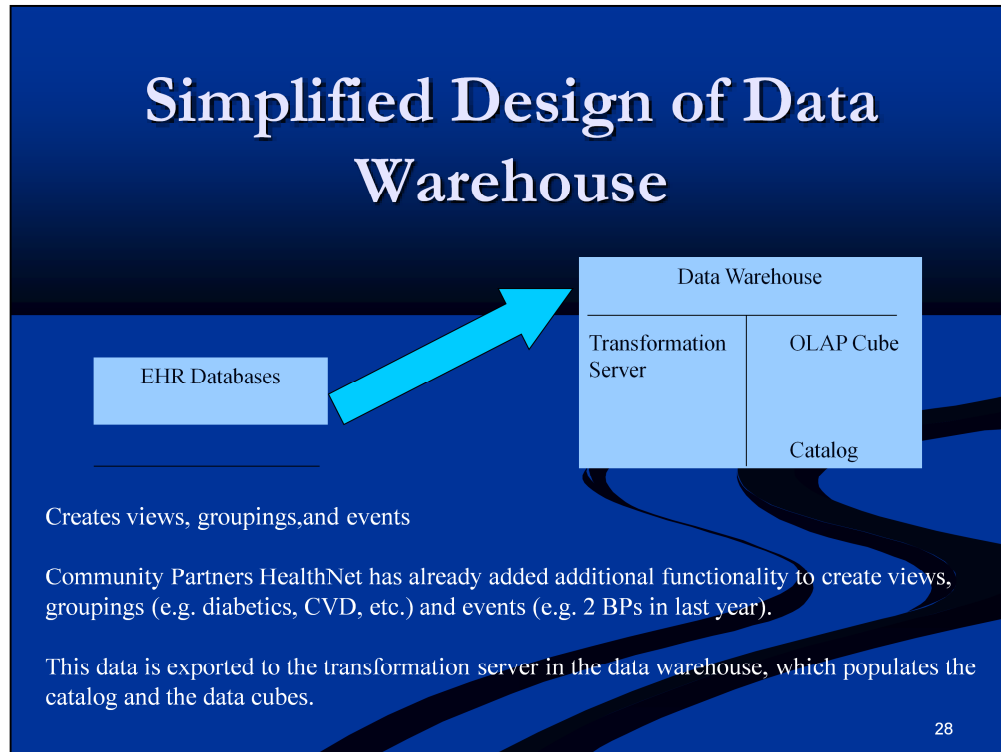 Simplified Design of Data
Warehouse
Data Warehouse
Transformation
Server
OLAP Cube
Catalog
EHR Databases
Creates views, groupings,and events
Community Partners HealthNet has already added additional functionality to create views,
groupings (e.g. diabetics, CVD, etc.) and events (e.g. 2 BPs in last year).
This data is exported to the transformation server in the data warehouse, which populates the
catalog and the data cubes.
28